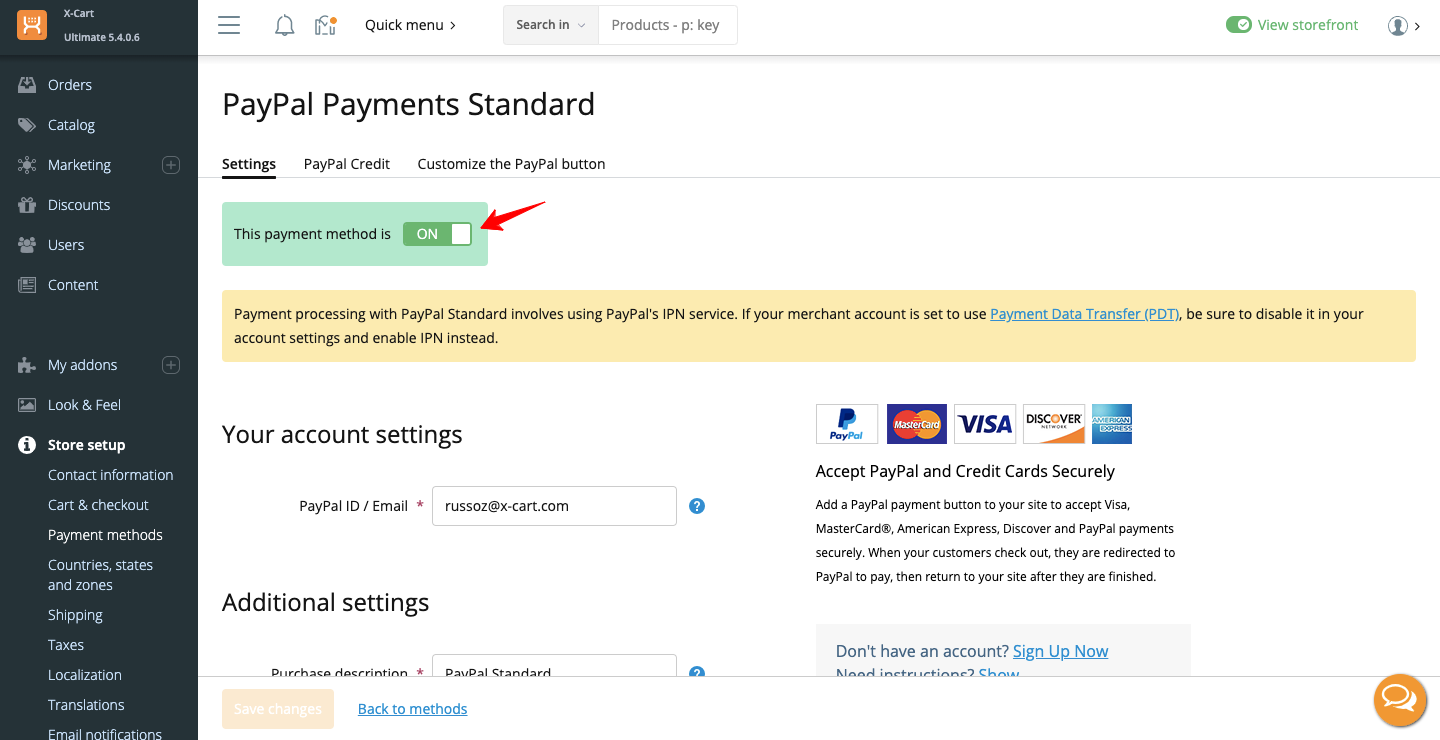 X-Cart
Ultimate 5.4.0.6
Quick menu
Search in
Products - p: key
View storefront
Orders
Catalog
Marketing
Discounts
Users
Content
My addons
Look & Feel
Store setup
Contact information
Cart & checkout
Payment methods
Countries, states
and zones
Shipping
Taxes
Localization
Translations
Email notifications
PayPal Payments Standard
Settings
PayPal Credit
Customize the PayPal button
This payment method is ON
Payment processing with PayPal Standard involves using PayPal's IPN service. If your merchant account is set to use Payment Data Transfer (PDT), be sure to disable it in your
account settings and enable IPN instead.
Your account settings
PayPal ID / Email *
russoz@x-cart.com
?
Additional settings
Purchase description *
PayPal Standard
?
PayPal
MasterCard
VISA
DISCOVER
NETWORK
AMERICAN
EXPRESS
Accept PayPal and Credit Cards Securely
Add a PayPal payment button to your site to accept Visa,
MasterCard®, American Express, Discover and PayPal payments
securely. When your customers check out, they are redirected to
PayPal to pay, then return to your site after they are finished.
Don't have an account? Sign Up Now
Need instructions? Show
Save changes
Back to methods